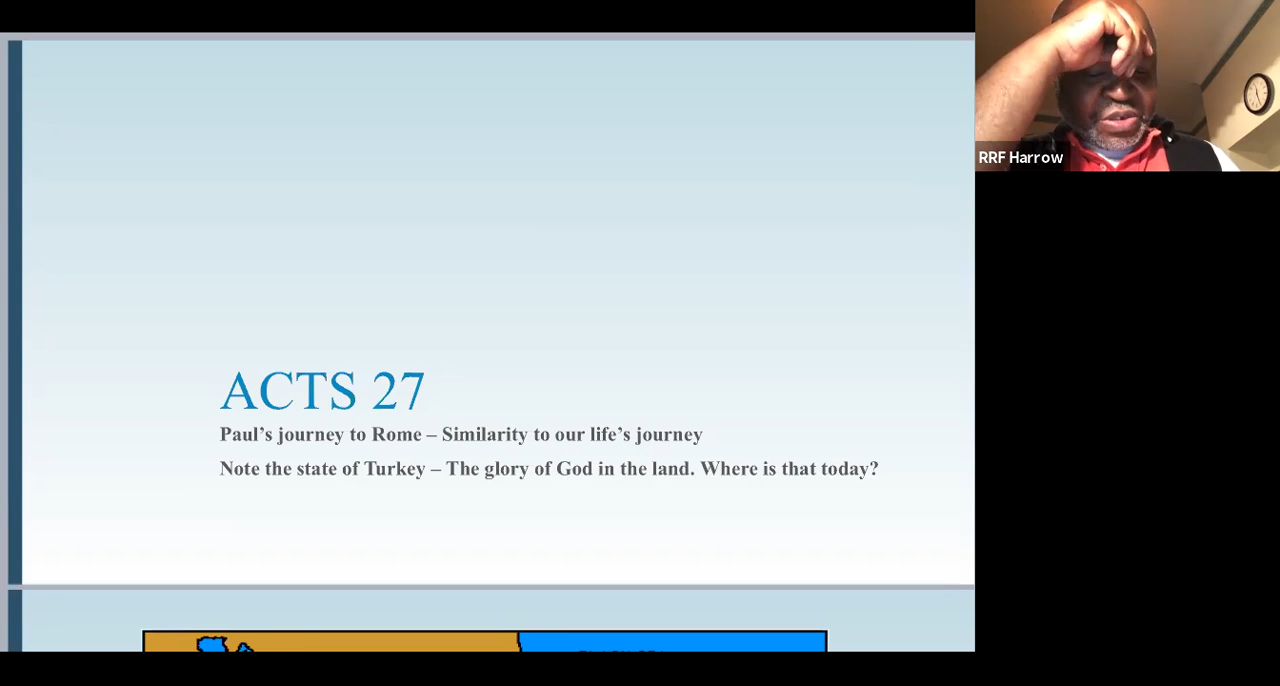 ACTS 27
Paul’s journey to Rome – Similarity to our life’s journey
Note the state of Turkey – The glory of God in the land. Where is that today?
RRF Harrow